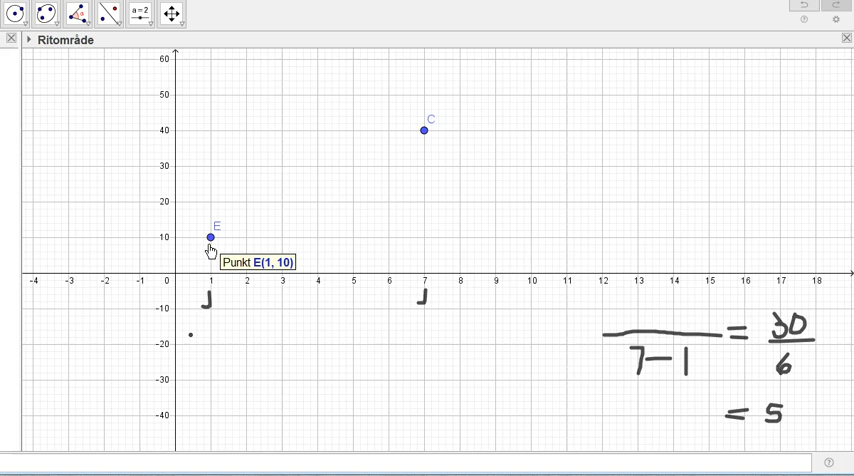 a = 2
Ritområde
60
50
40
30
20
10
0
-10
-20
-30
-40
-4 -3 -2 -1 1 2 3 4 5 6 7 8 9 10 11 12 13 14 15 16 17 18
C
E
Punkt E(1, 10)
30
=
7-1 6
= 5